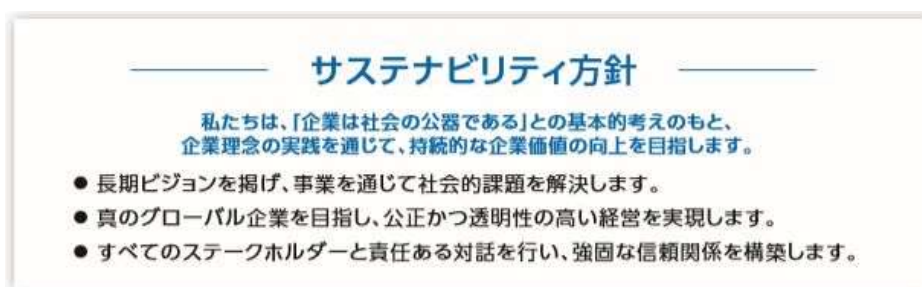 サステナビリティ方針
私たちは、「企業は社会の公器である」との基本的考えのもと、
企業理念の実践を通じて、持続的な企業価値の向上を目指します。
● 長期ビジョンを掲げ、事業を通じて社会的課題を解決します。
● 真のグローバル企業を目指し、公正かつ透明性の高い経営を実現します。
● すべてのステークホルダーと責任ある対話を行い、強固な信頼関係を構築します。